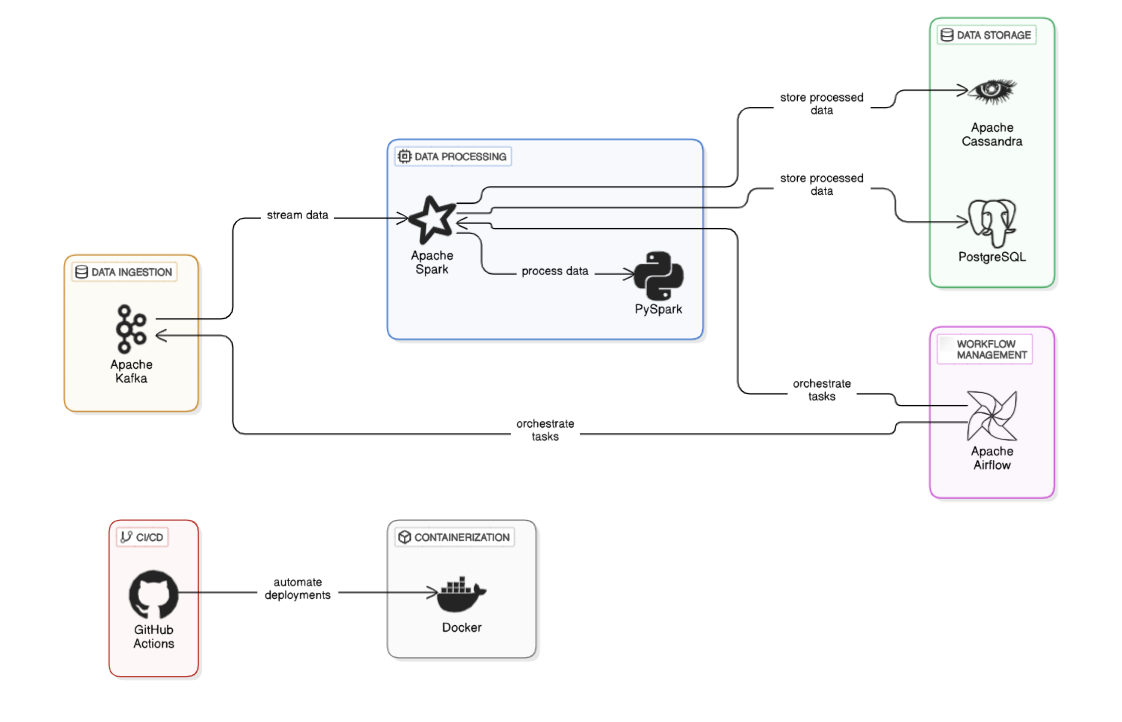 DATA STORAGE
store processed
data
Apache
Cassandra
DATA PROCESSING
store processed
data
stream data
Apache
Spark
process data
PostgreSQL
DATA INGESTION
PySpark
Apache
Kafka
WORKFLOW
MANAGEMENT
orchestrate
tasks
orchestrate
tasks
Apache
Airflow
CI/CD
CONTAINERIZATION
automate
deployments
GitHub
Actions
Docker